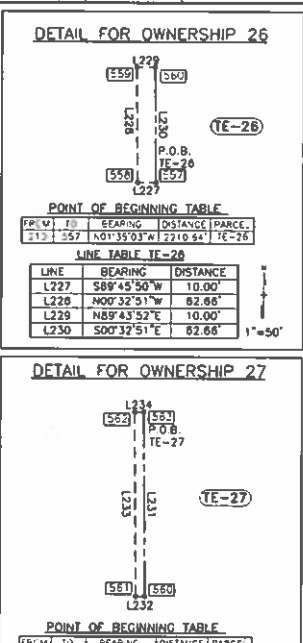 DETAIL FOR OWNERSHIP 26
L229
559 560
L228 L230
TE-26
P.O.B.
TE-26
558 557
L227
POINT OF BEGINNING TABLE
FROM TO BEARING DISTANCE PARCEL
557 N01°35'03"W 2210.64' TE-26
LINE TABLE TE-26
LINE BEARING DISTANCE
L227 S89°45'50"W 10.00'
L228 N00°32'51"W 62.66'
L229 N89°43'52"E 10.00'
L230 S00°32'51"E 62.66'
1"=50'
DETAIL FOR OWNERSHIP 27
L234
562 563
P.O.B.
TE-27
L233 L231
TE-27
561 560
L232
POINT OF BEGINNING TABLE
FROM TO BEARING DISTANCE PARCEL